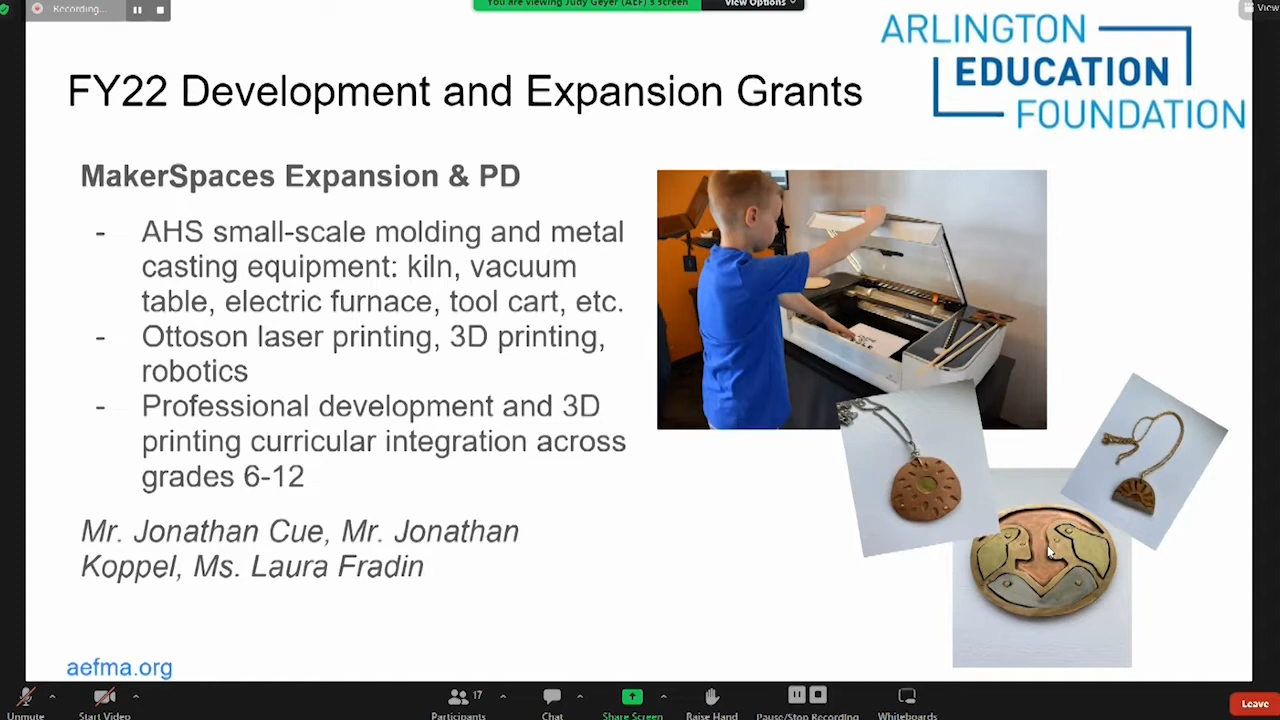 Recording...
You are viewing Judy Geyer (AEF)'s screen
View Options
View
ARLINGTON
EDUCATION
FOUNDATION
FY22 Development and Expansion Grants
MakerSpaces Expansion & PD
- AHS small-scale molding and metal
casting equipment: kiln, vacuum
table, electric furnace, tool cart, etc.
- Ottoson laser printing, 3D printing,
robotics
- Professional development and 3D
printing curricular integration across
grades 6-12
Mr. Jonathan Cue, Mr. Jonathan
Koppel, Ms. Laura Fradin
aefma.org
Unmute
Start Video
17
Participants
Chat
Share Screen
Raise Hand
Pause/Stop Recording
Whiteboards
Leave